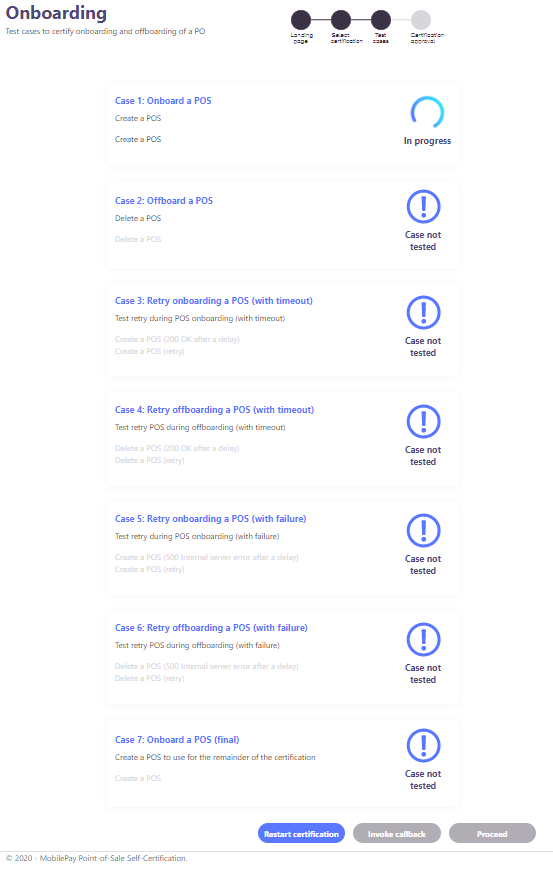 Onboarding
Test cases to certify onboarding and offboarding of a PO
Landing page
Select certification
Test cases
Certification approval
Case 1: Onboard a POS
Create a POS
Create a POS
In progress
Case 2: Offboard a POS
Delete a POS
Delete a POS
Case not
tested
Case 3: Retry onboarding a POS (with timeout)
Test retry during POS onboarding (with timeout)
Create a POS (200 OK after a delay)
Create a POS (retry)
Case not
tested
Case 4: Retry offboarding a POS (with timeout)
Test retry POS during offboarding (with timeout)
Delete a POS (200 OK after a delay)
Delete a POS (retry)
Case not
tested
Case 5: Retry onboarding a POS (with failure)
Test retry during POS onboarding (with failure)
Create a POS (500 Internal server error after a delay)
Create a POS (retry)
Case not
tested
Case 6: Retry offboarding a POS (with failure)
Test retry POS during offboarding (with failure)
Delete a POS (500 Internal server error after a delay)
Delete a POS (retry)
Case not
tested
Case 7: Onboard a POS (final)
Create a POS to use for the remainder of the certification
Create a POS
Case not
tested
Restart certification
Invoke callback
Proceed
© 2020 - MobilePay Point-of-Sale Self-Certification.